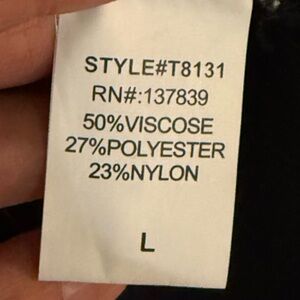 STYLE#T8131
RN#:137839
50%VISCOSE
27%POLYESTER
23%NYLON
L